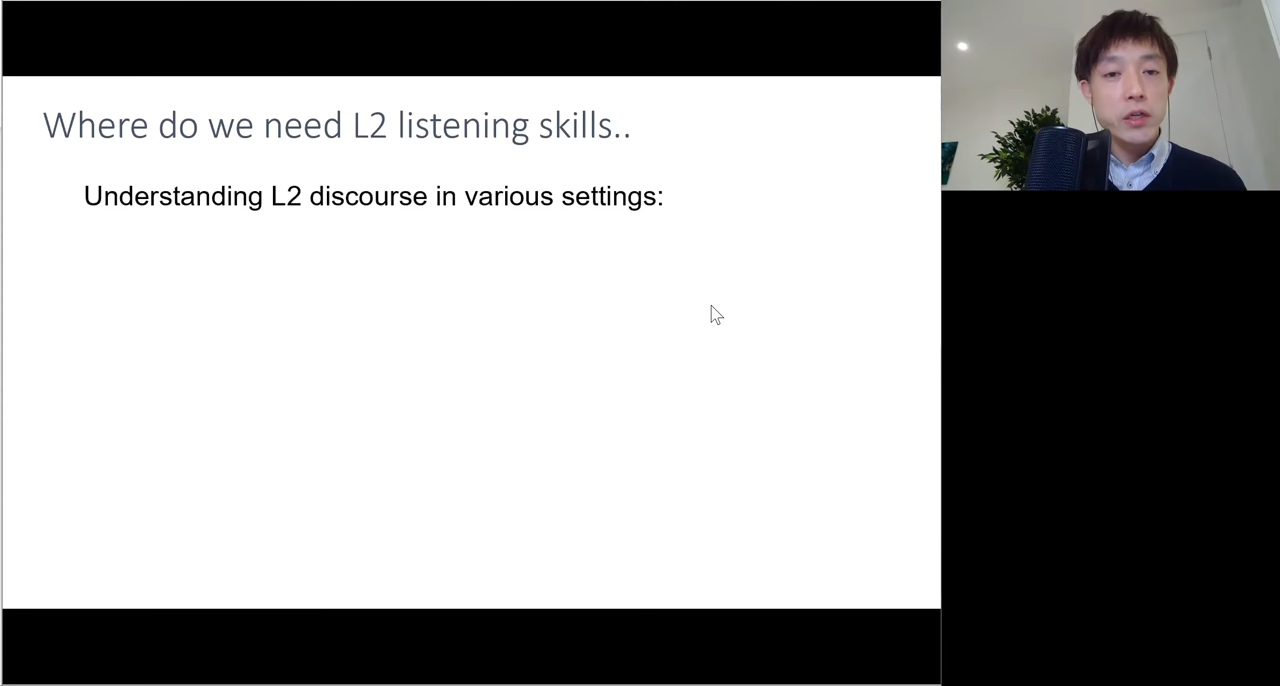 Where do we need L2 listening skills..
Understanding L2 discourse in various settings: